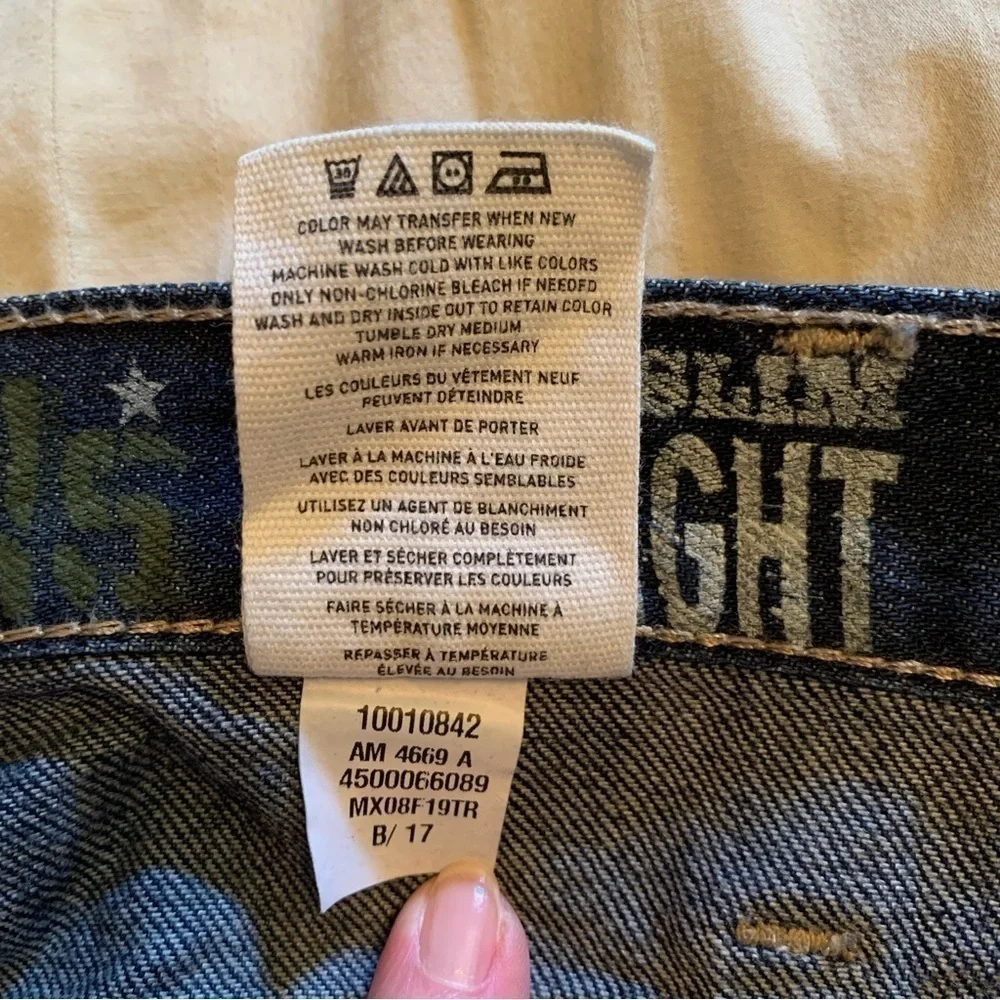 30
COLOR MAY TRANSFER WHEN NEW
WASH BEFORE WEARING
MACHINE WASH COLD WITH LIKE COLORS
ONLY NON-CHLORINE BLEACH IF NEEDED
WASH AND DRY INSIDE OUT TO RETAIN COLOR
TUMBLE DRY MEDIUM
WARM IRON IF NECESSARY
LES COULEURS DU VÊTEMENT NEUF
PEUVENT DÉTEINDRE
LAVER AVANT DE PORTER
LAVER À LA MACHINE À L'EAU FROIDE
AVEC DES COULEURS SEMBLABLES
UTILISEZ UN AGENT DE BLANCHIMENT
NON CHLORÉ AU BESOIN
LAVER ET SÉCHER COMPLÈTEMENT
POUR PRÉSERVER LES COULEURS
FAIRE SÉCHER À LA MACHINE À
TEMPÉRATURE MOYENNE
REPASSER À TEMPÉRATURE
ÉLEVÉE AU BESOIN
10010842
AM 4669 A
4500066089
MX08F19TR
B/ 17
SLIM
GHT